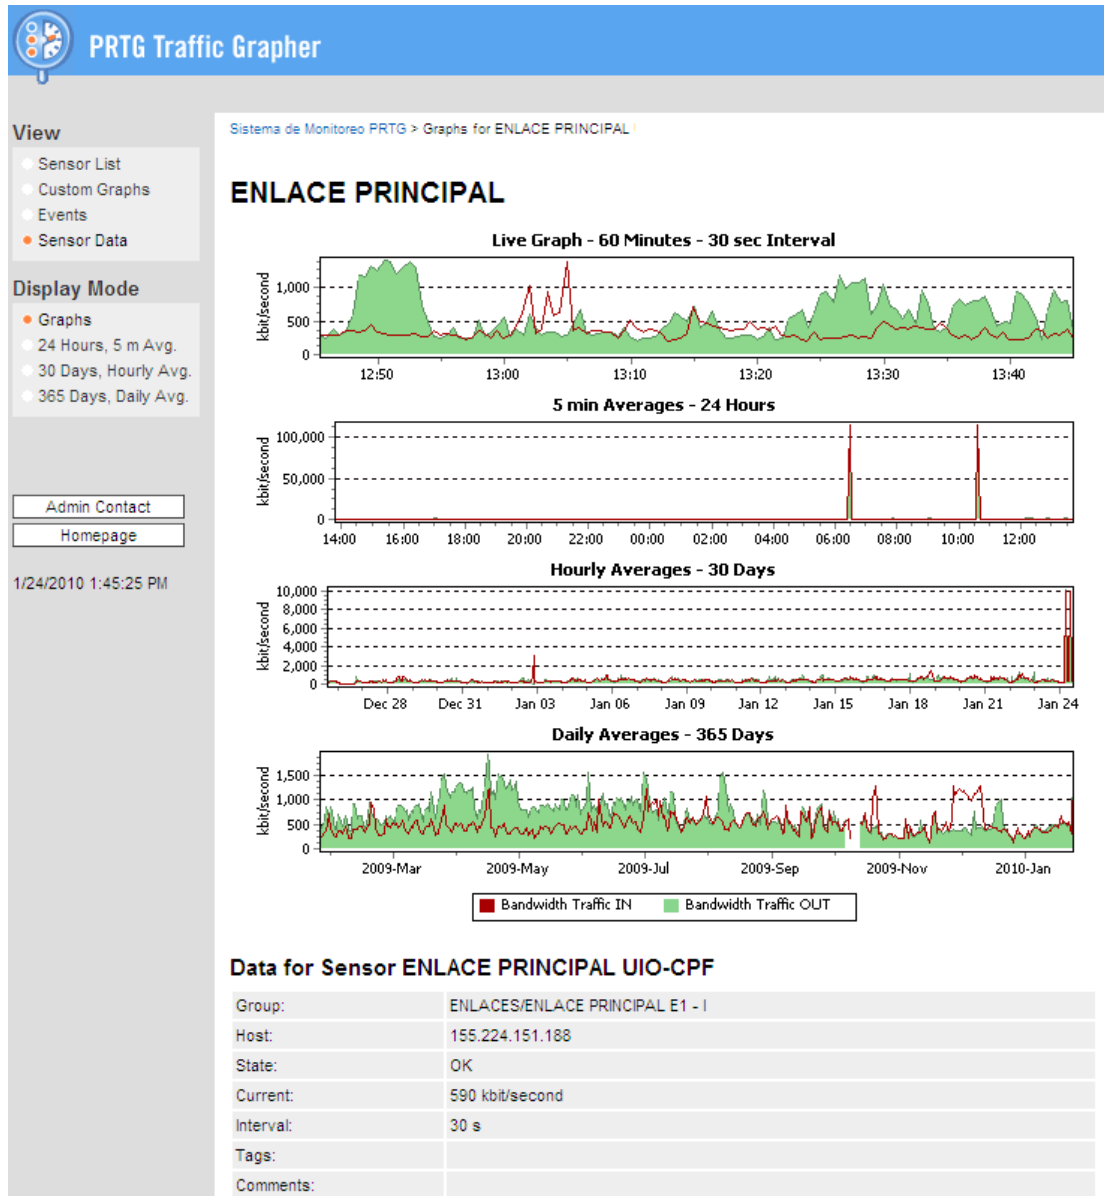 PRTG Traffic Grapher
View
Sensor List
Custom Graphs
Events
Sensor Data
Display Mode
Graphs
24 Hours, 5 m Avg.
30 Days, Hourly Avg.
365 Days, Daily Avg.
Admin Contact
Homepage
1/24/2010 1:45:25 PM
Sistema de Monitoreo PRTG > Graphs for ENLACE PRINCIPAL
ENLACE PRINCIPAL
Live Graph - 60 Minutes - 30 sec Interval
kbit/second
1,000
500
0
12:50 13:00 13:10 13:20 13:30 13:40
5 min Averages - 24 Hours
kbit/second
100,000
50,000
0
14:00 16:00 18:00 20:00 22:00 00:00 02:00 04:00 06:00 08:00 10:00 12:00
Hourly Averages - 30 Days
kbit/second
10,000
8,000
6,000
4,000
2,000
0
Dec 28 Dec 31 Jan 03 Jan 06 Jan 09 Jan 12 Jan 15 Jan 18 Jan 21 Jan 24
Daily Averages - 365 Days
kbit/second
1,500
1,000
500
0
2009-Mar 2009-May 2009-Jul 2009-Sep 2009-Nov 2010-Jan
Bandwidth Traffic IN Bandwidth Traffic OUT
Data for Sensor ENLACE PRINCIPAL UIO-CPF
Group: ENLACES/ENLACE PRINCIPAL E1 - I
Host: 155.224.151.188
State: OK
Current: 590 kbit/second
Interval: 30 s
Tags:
Comments: